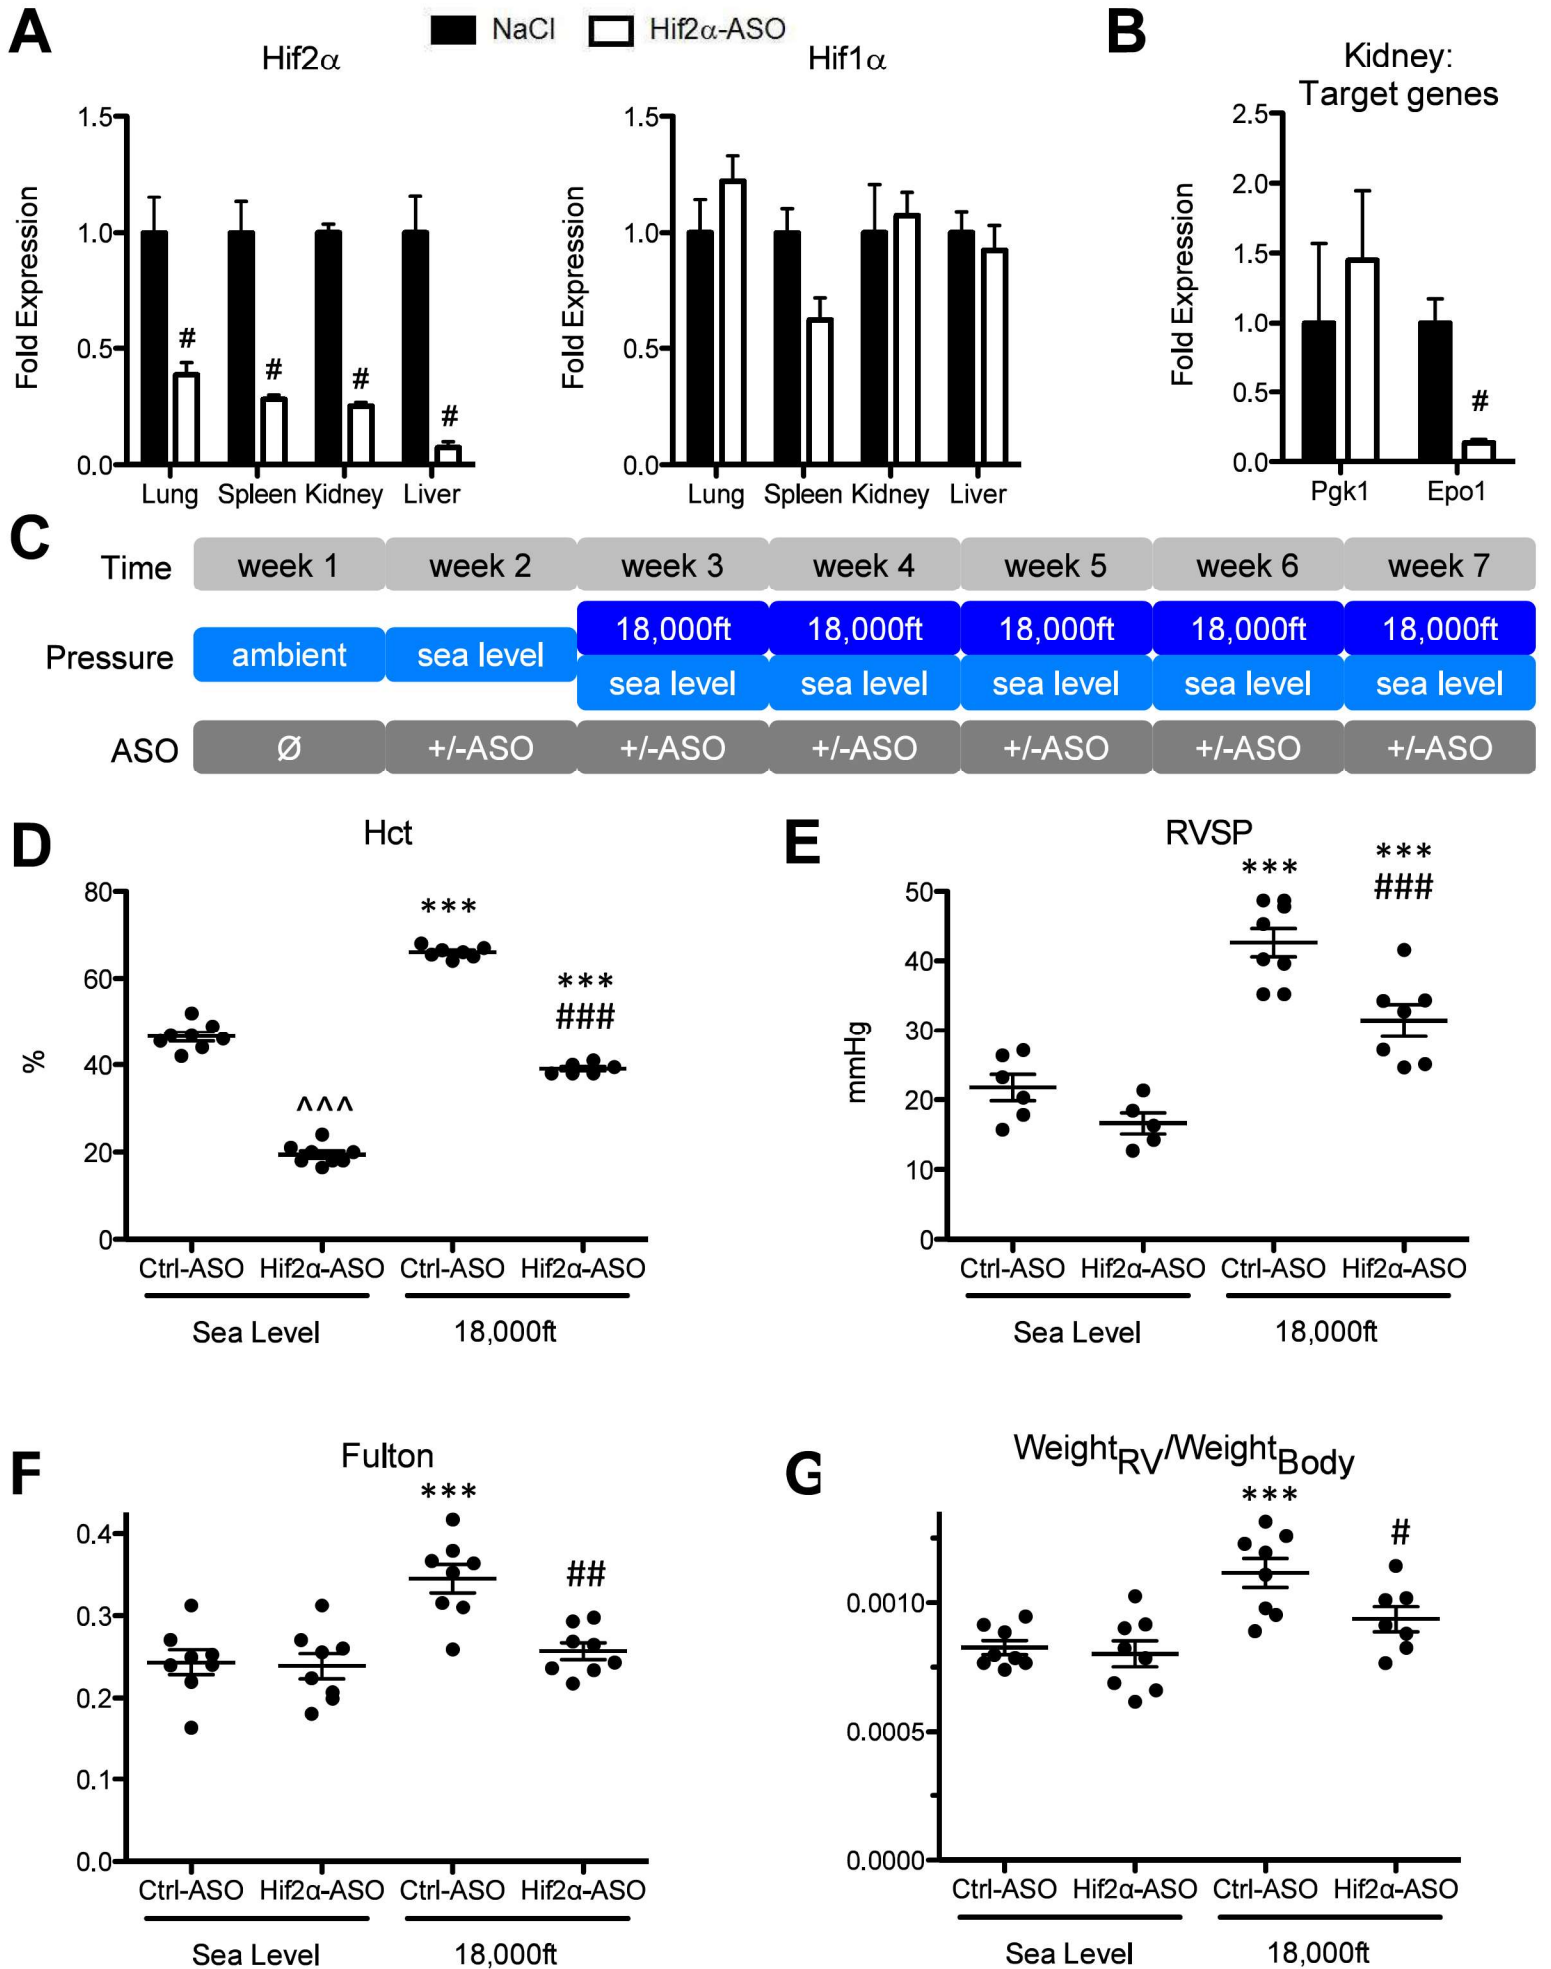 A
NaCl
Hif2α-ASO
B
Hif2α
Hif1α
Kidney:
Target genes
1.5
1.0
0.5
0.0
Fold Expression
#
#
#
#
Lung Spleen Kidney Liver
1.5
1.0
0.5
0.0
Fold Expression
Lung Spleen Kidney Liver
2.5
2.0
1.5
1.0
0.5
0.0
Fold Expression
#
Pgk1 Epo1
C
Time week 1 week 2 week 3 week 4 week 5 week 6 week 7
18,000ft 18,000ft 18,000ft 18,000ft 18,000ft
Pressure ambient sea level
sea level sea level sea level sea level sea level
ASO Ø +/-ASO +/-ASO +/-ASO +/-ASO +/-ASO +/-ASO
D
Hct
80
60
40
20
0
%
^^^
***
***
###
Ctrl-ASO Hif2α-ASO Ctrl-ASO Hif2α-ASO
Sea Level 18,000ft
E
RVSP
50
40
30
20
10
0
mmHg
***
***
###
Ctrl-ASO Hif2α-ASO Ctrl-ASO Hif2α-ASO
Sea Level 18,000ft
F
Fulton
0.4
0.3
0.2
0.1
0.0
***
##
Ctrl-ASO Hif2α-ASO Ctrl-ASO Hif2α-ASO
Sea Level 18,000ft
G
WeightRV/WeightBody
0.0010
0.0005
0.0000
***
#
Ctrl-ASO Hif2α-ASO Ctrl-ASO Hif2α-ASO
Sea Level 18,000ft